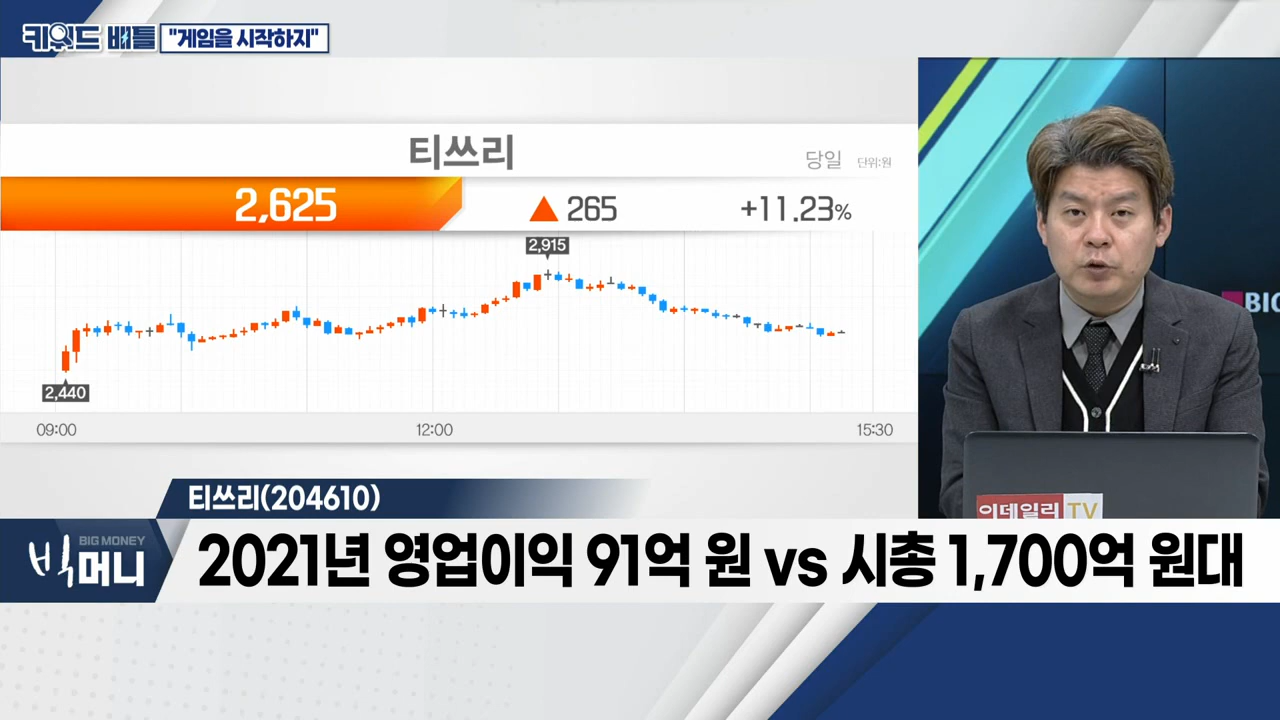 키워드 배틀 "게임을 시작하지"
티쓰리
당일 단위:원
2,625 ▲ 265 +11.23%
2,915
2,440
09:00 12:00 15:30
BIG
이데일리 TV
티쓰리(204610)
BIG MONEY
빅머니
2021년 영업이익 91억 원 vs 시총 1,700억 원대